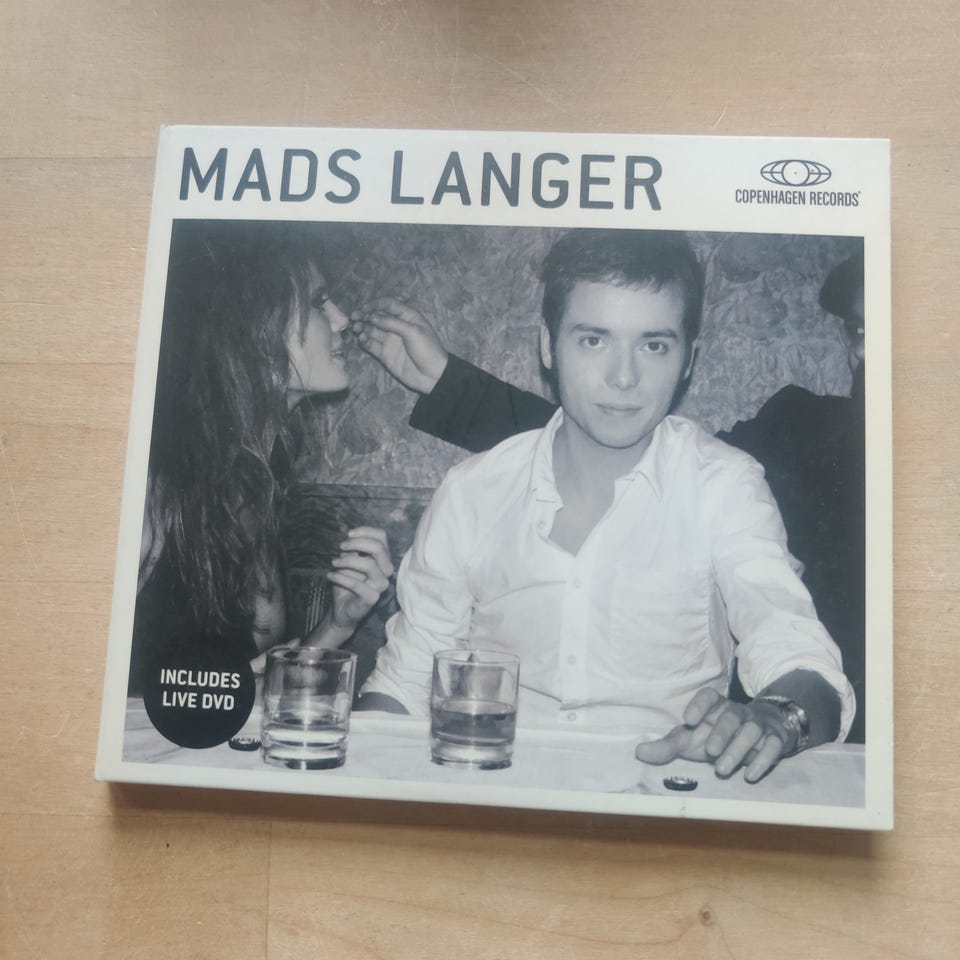 MADS LANGER
COPENHAGEN RECORDS®
INCLUDES
LIVE DVD